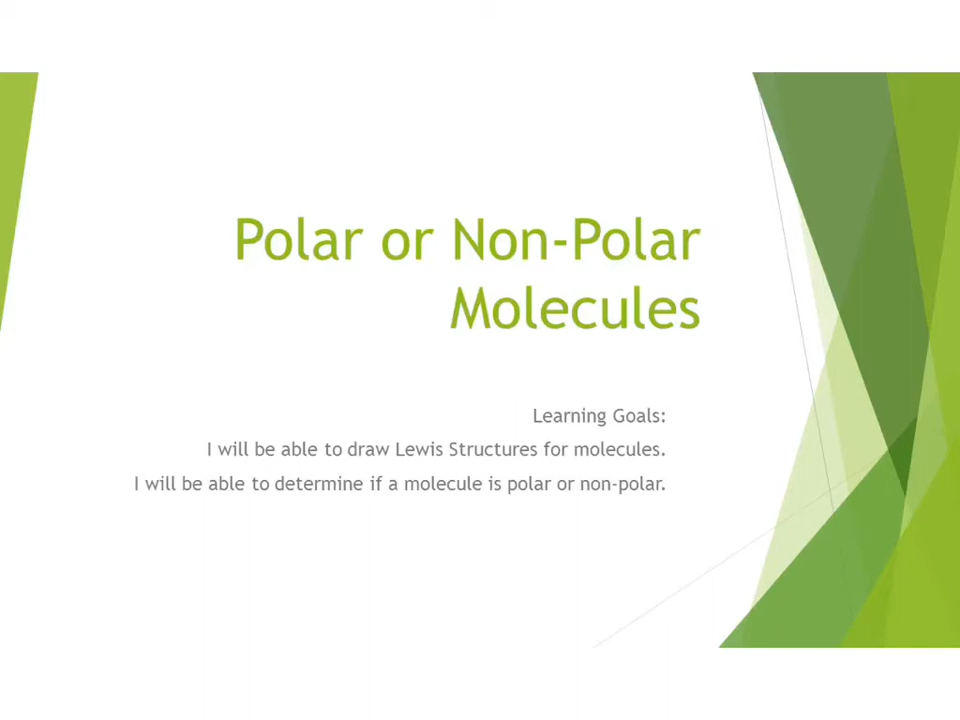 Polar or Non-Polar
Molecules
Learning Goals:
I will be able to draw Lewis Structures for molecules.
I will be able to determine if a molecule is polar or non-polar.